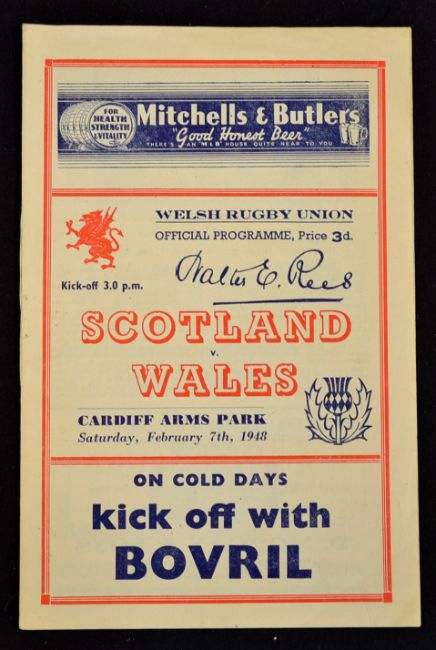 FOR
HEALTH
STRENGTH
& VITALITY
Mitchells & Butlers
"Good Honest Beer"
THERE'S AN M&B HOUSE QUITE NEAR TO YOU
WELSH RUGBY UNION
OFFICIAL PROGRAMME, Price 3d.
Walter E. Rees
Kick-off 3.0 p.m.
SCOTLAND
v.
WALES
CARDIFF ARMS PARK
Saturday, February 7th, 1948
ON COLD DAYS
kick off with
BOVRIL